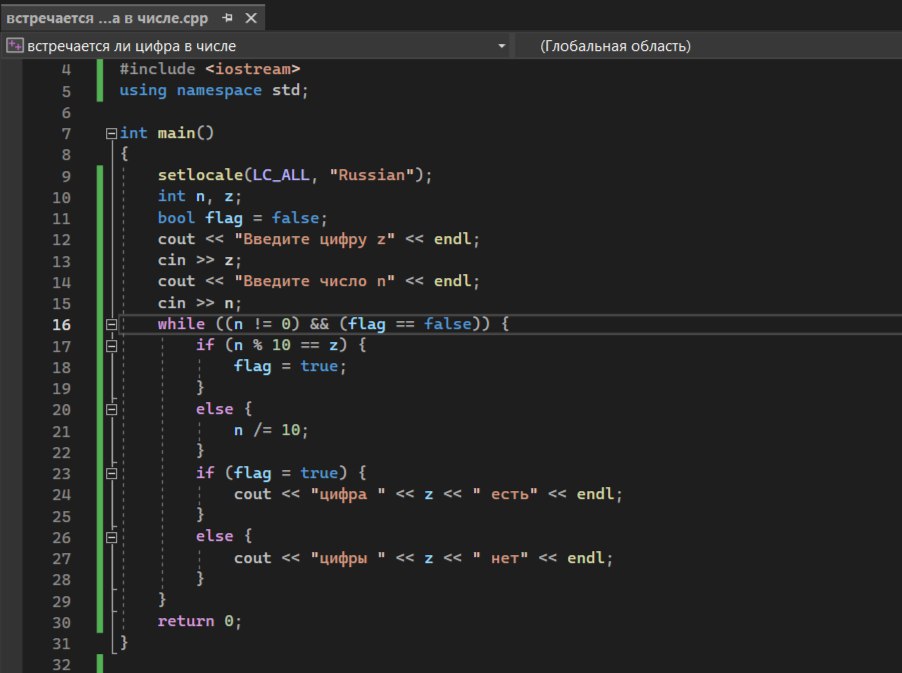 встречается ...а в числе.cpp
встречается ли цифра в числе (Глобальная область)
4 #include <iostream>
5 using namespace std;
6
7 int main()
8 {
9 setlocale(LC_ALL, "Russian");
10 int n, z;
11 bool flag = false;
12 cout << "Введите цифру z" << endl;
13 cin >> z;
14 cout << "Введите число n" << endl;
15 cin >> n;
16 while ((n != 0) && (flag == false)) {
17 if (n % 10 == z) {
18 flag = true;
19 }
20 else {
21 n /= 10;
22 }
23 if (flag = true) {
24 cout << "цифра " << z << " есть" << endl;
25 }
26 else {
27 cout << "цифры " << z << " нет" << endl;
28 }
29 }
30 return 0;
31 }
32